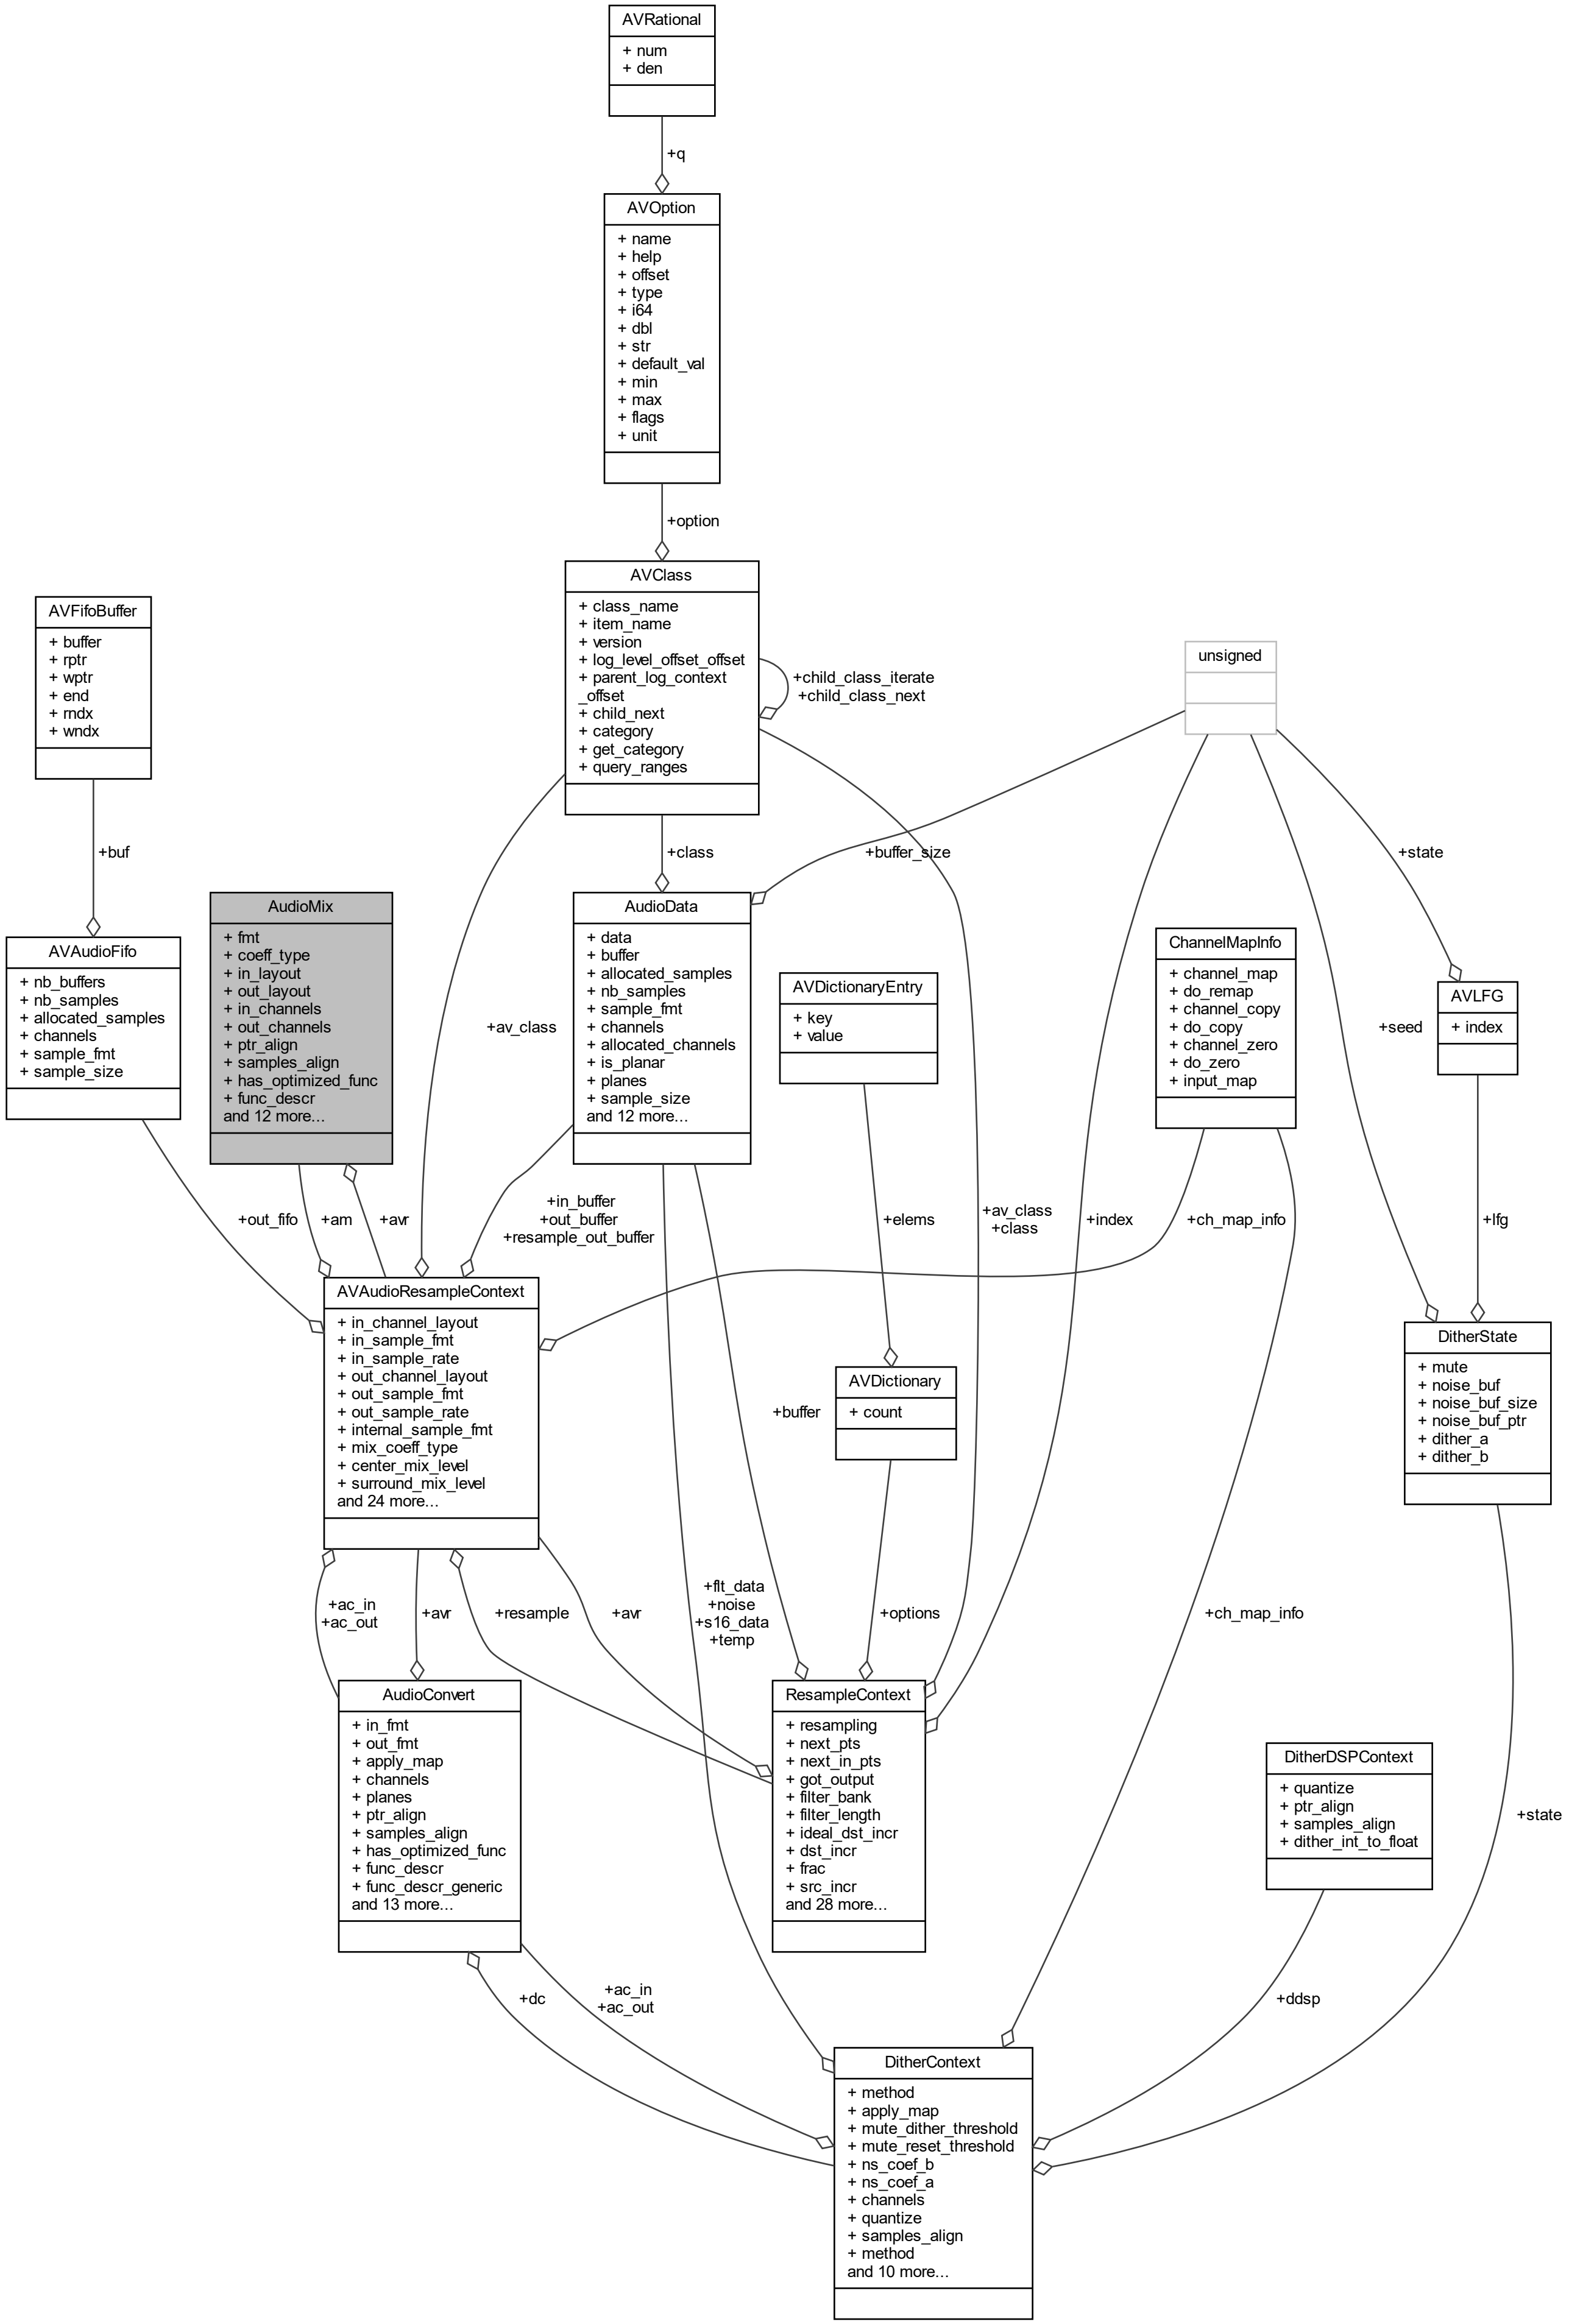 AVRational
+ num
+ den
+q
AVOption
+ name
+ help
+ offset
+ type
+ i64
+ dbl
+ str
+ default_val
+ min
+ max
+ flags
+ unit
+option
AVClass
+ class_name
+ item_name
+ version
+ log_level_offset_offset
+ parent_log_context
_offset
+ child_next
+ category
+ get_category
+ query_ranges
+child_class_iterate
+child_class_next
AVFifoBuffer
+ buffer
+ rptr
+ wptr
+ end
+ rndx
+ wndx
unsigned
+buf
+class
+buffer_size
+state
AVAudioFifo
+ nb_buffers
+ nb_samples
+ allocated_samples
+ channels
+ sample_fmt
+ sample_size
AudioMix
+ fmt
+ coeff_type
+ in_layout
+ out_layout
+ in_channels
+ out_channels
+ ptr_align
+ samples_align
+ has_optimized_func
+ func_descr
and 12 more...
+av_class
AudioData
+ data
+ buffer
+ allocated_samples
+ nb_samples
+ sample_fmt
+ channels
+ allocated_channels
+ is_planar
+ planes
+ sample_size
and 12 more...
AVDictionaryEntry
+ key
+ value
ChannelMapInfo
+ channel_map
+ do_remap
+ channel_copy
+ do_copy
+ channel_zero
+ do_zero
+ input_map
+seed
AVLFG
+ index
+out_fifo
+am
+avr
+in_buffer
+out_buffer
+resample_out_buffer
+elems
+av_class
+class
+index
+ch_map_info
+lfg
AVAudioResampleContext
+ in_channel_layout
+ in_sample_fmt
+ in_sample_rate
+ out_channel_layout
+ out_sample_fmt
+ out_sample_rate
+ internal_sample_fmt
+ mix_coeff_type
+ center_mix_level
+ surround_mix_level
and 24 more...
+buffer
AVDictionary
+ count
DitherState
+ mute
+ noise_buf
+ noise_buf_size
+ noise_buf_ptr
+ dither_a
+ dither_b
+ac_in
+ac_out
+avr
+resample
+avr
+flt_data
+noise
+s16_data
+temp
+options
+ch_map_info
AudioConvert
+ in_fmt
+ out_fmt
+ apply_map
+ channels
+ planes
+ ptr_align
+ samples_align
+ has_optimized_func
+ func_descr
+ func_descr_generic
and 13 more...
ResampleContext
+ resampling
+ next_pts
+ next_in_pts
+ got_output
+ filter_bank
+ filter_length
+ ideal_dst_incr
+ dst_incr
+ frac
+ src_incr
and 28 more...
DitherDSPContext
+ quantize
+ ptr_align
+ samples_align
+ dither_int_to_float
+state
+dc
+ac_in
+ac_out
+ddsp
DitherContext
+ method
+ apply_map
+ mute_dither_threshold
+ mute_reset_threshold
+ ns_coef_b
+ ns_coef_a
+ channels
+ quantize
+ samples_align
+ method
and 10 more...